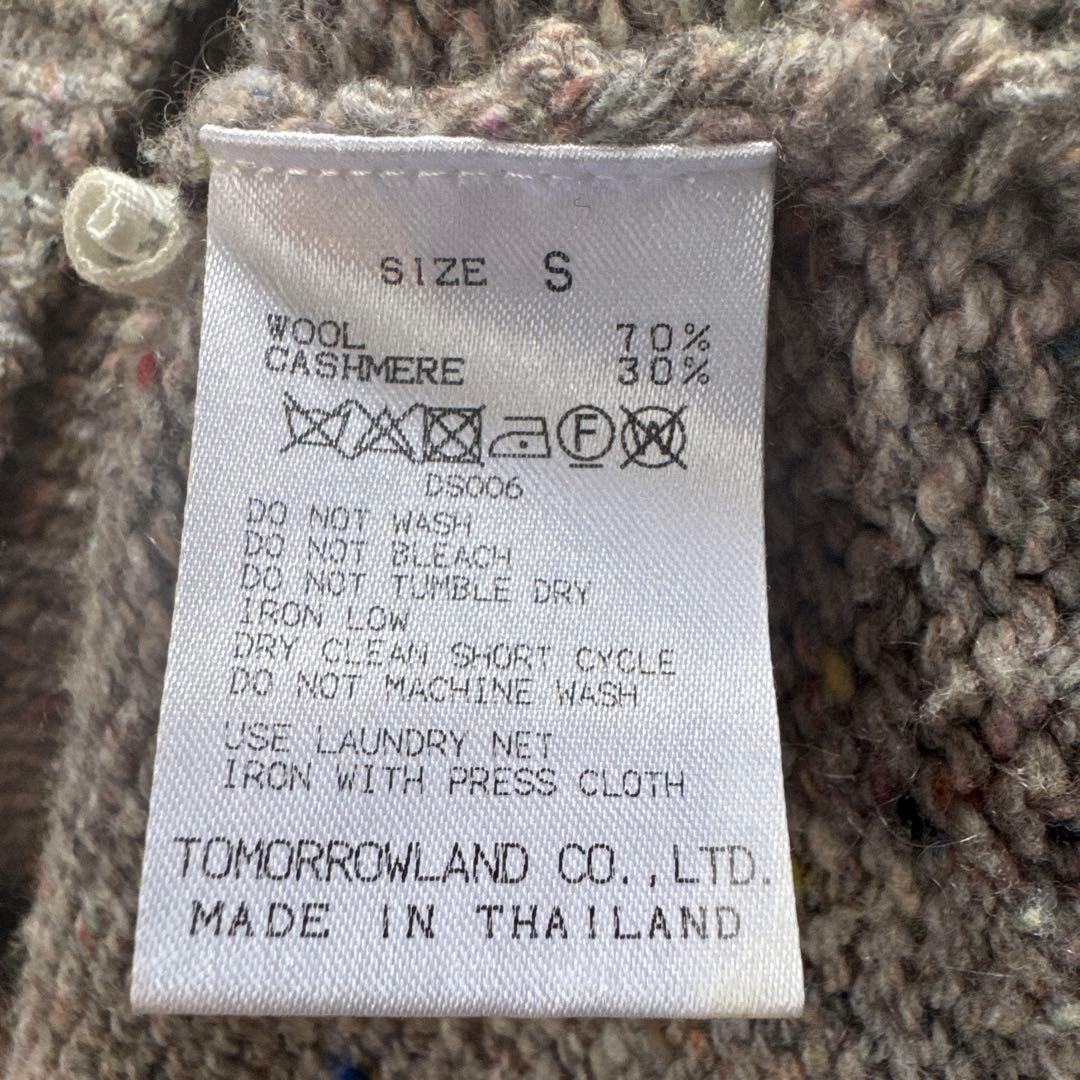 SIZE S
WOOL 70%
CASHMERE 30%
F W
DS006
DO NOT WASH
DO NOT BLEACH
DO NOT TUMBLE DRY
IRON LOW
DRY CLEAN SHORT CYCLE
DO NOT MACHINE WASH
USE LAUNDRY NET
IRON WITH PRESS CLOTH
TOMORROWLAND CO.,LTD.
MADE IN THAILAND